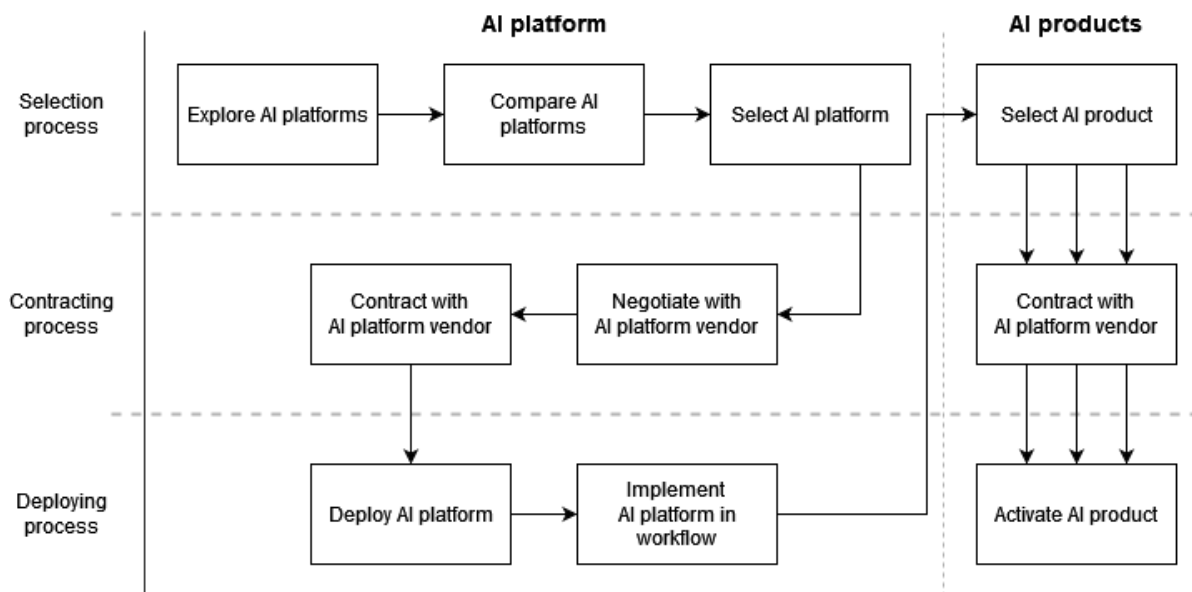 AI platform
AI products
Selection
process
Explore AI platforms
Compare AI
platforms
Select AI platform
Select AI product
Contracting
process
Contract with
AI platform vendor
Negotiate with
AI platform vendor
Contract with
AI platform vendor
Deploying
process
Deploy AI platform
Implement
AI platform in
workflow
Activate AI product